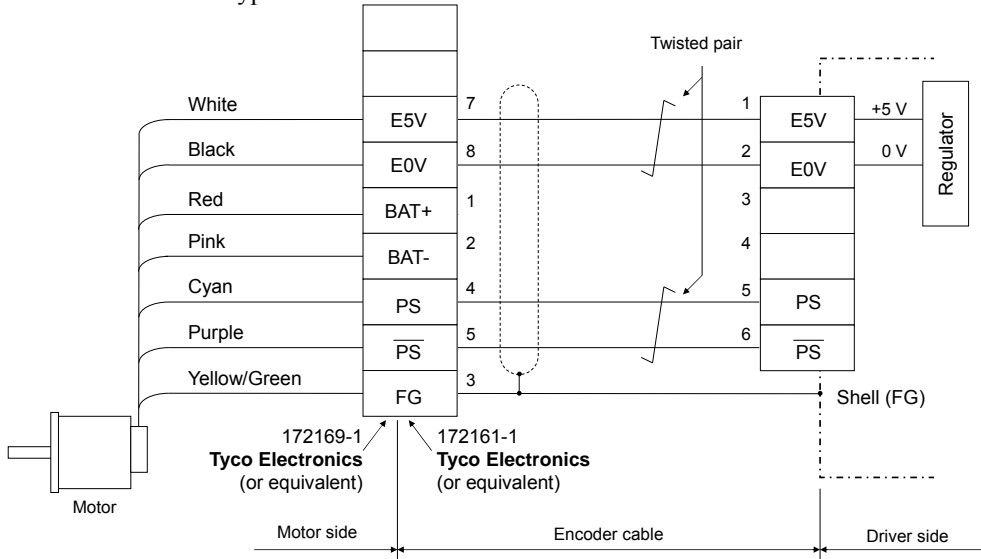 Twisted pair
White 7 E5V 1 E5V +5 V
Black 8 E0V 2 E0V 0 V
Regulator
Red BAT+ 1 3
Pink BAT- 2 4
Cyan PS 4 5 PS
Purple P̅S̅ 5 6 P̅S̅
Yellow/Green FG 3 Shell (FG)
172169-1
Tyco Electronics
(or equivalent)
172161-1
Tyco Electronics
(or equivalent)
Motor
Motor side Encoder cable Driver side